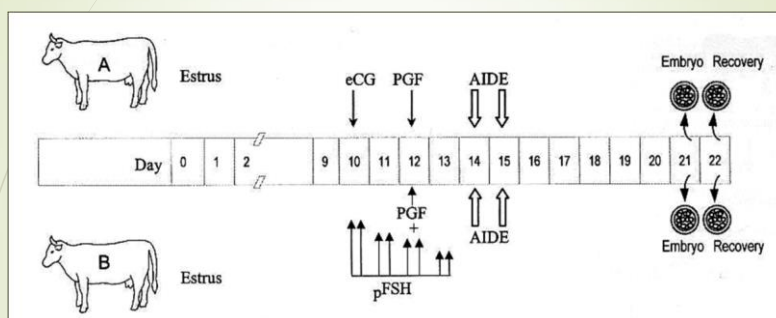 A
Estrus
eCG PGF AIDE
Embryo Recovery
Day 0 1 2 9 10 11 12 13 14 15 16 17 18 19 20 21 22
PGF
+
AIDE
pFSH
B
Estrus
Embryo Recovery